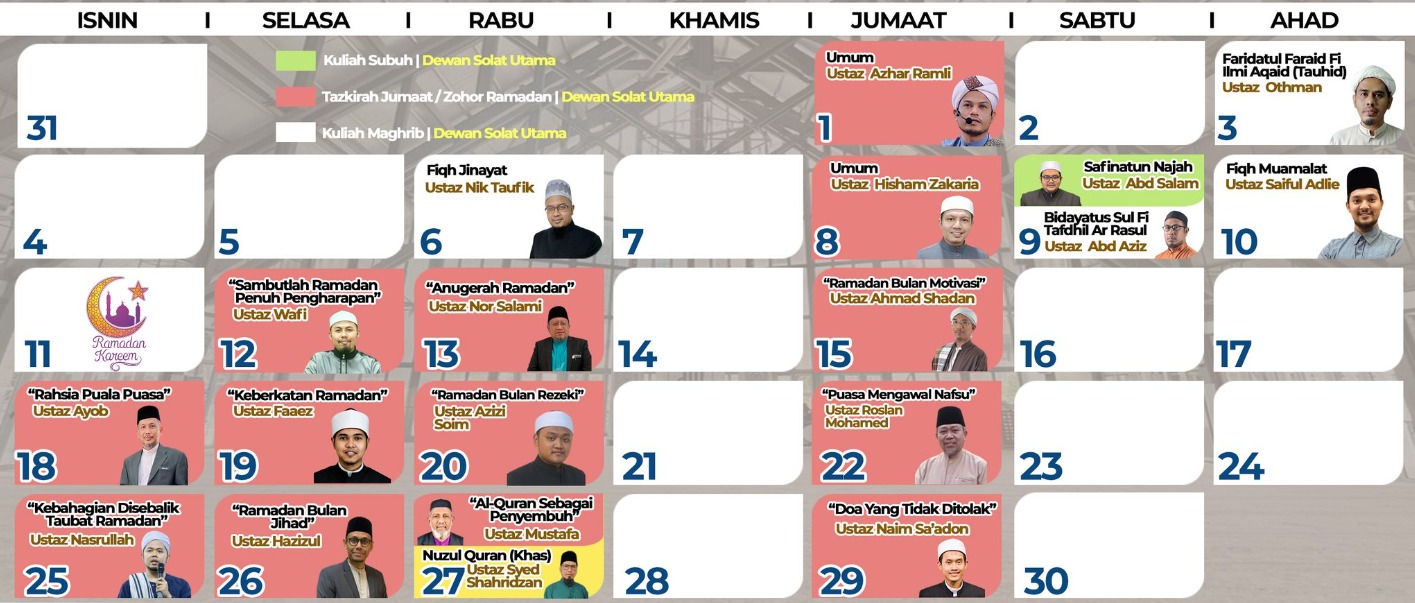 ISNIN | SELASA | RABU | KHAMIS | JUMAAT | SABTU | AHAD
Kuliah Subuh | Dewan Solat Utama
Tazkirah Jumaat / Zohor Ramadan | Dewan Solat Utama
Kuliah Maghrib | Dewan Solat Utama
31
Umum
Ustaz Azhar Ramli
1
2
Faridatul Faraid Fi
Ilmi Aqaid (Tauhid)
Ustaz Othman
3
4
5
Fiqh Jinayat
Ustaz Nik Taufik
6
7
Umum
Ustaz Hisham Zakaria
8
Safinatun Najah
Ustaz Abd Salam
Bidayatus Sul Fi
Tafdhil Ar Rasul
Ustaz Abd Aziz
9
Fiqh Muamalat
Ustaz Saiful Adlie
10
11
Ramadan
Kareem
"Sambutlah Ramadan
Penuh Pengharapan"
Ustaz Wafi
12
"Anugerah Ramadan"
Ustaz Nor Salami
13
14
"Ramadan Bulan Motivasi"
Ustaz Ahmad Shadan
15
16
17
"Rahsia Puala Puasa"
Ustaz Ayob
18
"Keberkatan Ramadan"
Ustaz Faaez
19
"Ramadan Bulan Rezeki"
Ustaz Azizi
Soim
20
21
"Puasa Mengawal Nafsu"
Ustaz Roslan
Mohamed
22
23
24
"Kebahagian Disebalik
Taubat Ramadan"
Ustaz Nasrullah
25
"Ramadan Bulan
Jihad"
Ustaz Hazizul
26
"Al-Quran Sebagai
Penyembuh"
Ustaz Mustafa
Nuzul Quran (Khas)
Ustaz Syed
Shahridzan
27
28
"Doa Yang Tidak Ditolak"
Ustaz Naim Sa'adon
29
30